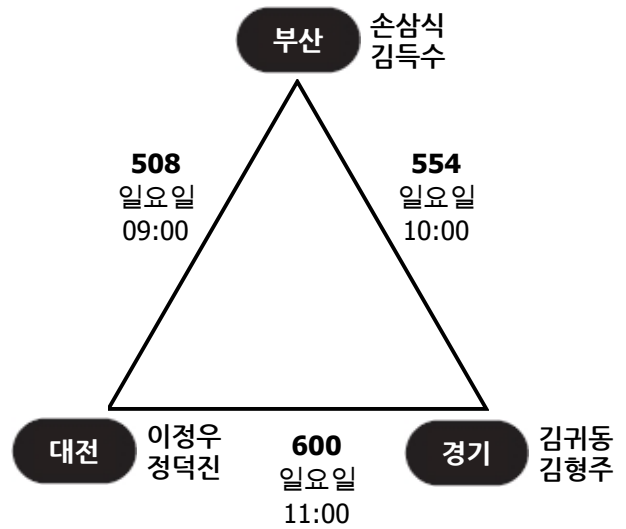 부산
손삼식
김득수
508
일요일
09:00
554
일요일
10:00
대전
이정우
정덕진
600
일요일
11:00
경기
김귀동
김형주